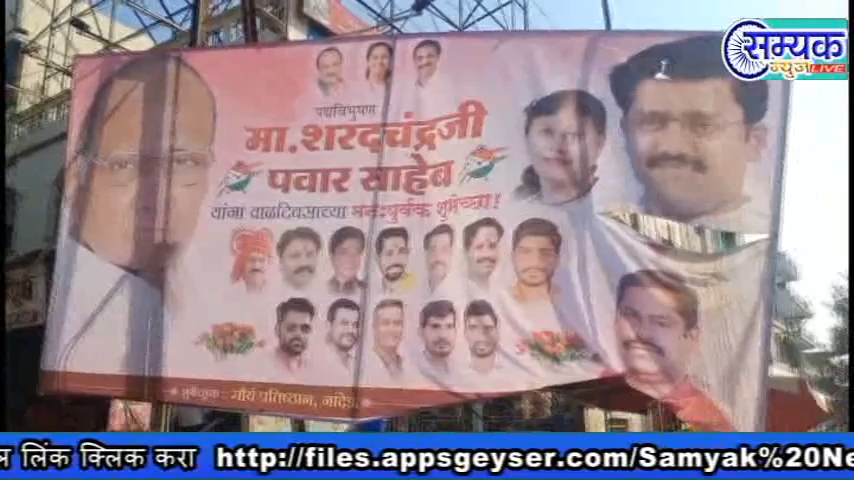 सम्यक
न्युज LIVE
पद्मविभुषण
मा.शरदचंद्रजी
पवार साहेब
यांना वाढदिवसाच्या मनःपुर्वक शुभेच्छा!
शुभेच्छुक : मौर्य प्रतिष्ठान, नांदेड.
लिंक क्लिक करा http://files.appsgeyser.com/Samyak%20Ne